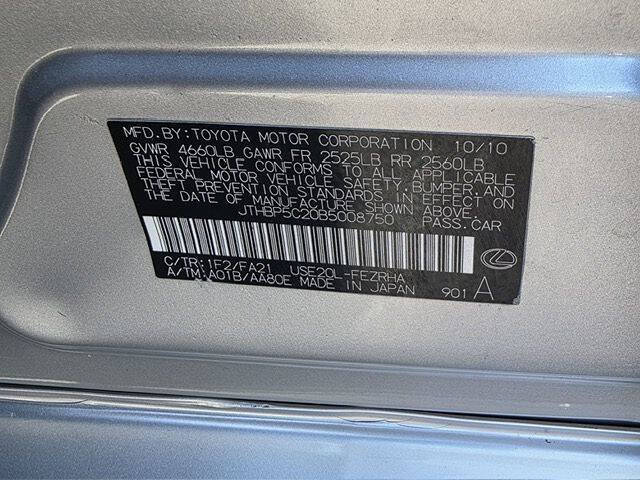 MFD.BY:TOYOTA MOTOR CORPORATION 10/10
GVWR 4660LB GAWR FR 2525LB RR 2560LB
THIS VEHICLE CONFORMS TO ALL APPLICABLE
FEDERAL MOTOR VEHICLE SAFETY,BUMPER,AND
THEFT PREVENTION STANDARDS IN EFFECT ON
THE DATE OF MANUFACTURE SHOWN ABOVE.
JTHBP5C20B5008750 PASS.CAR
C/TR:1F2/FA21 USE20L-FEZRHA
A/TM:A01B/AA80E MADE IN JAPAN 901 A